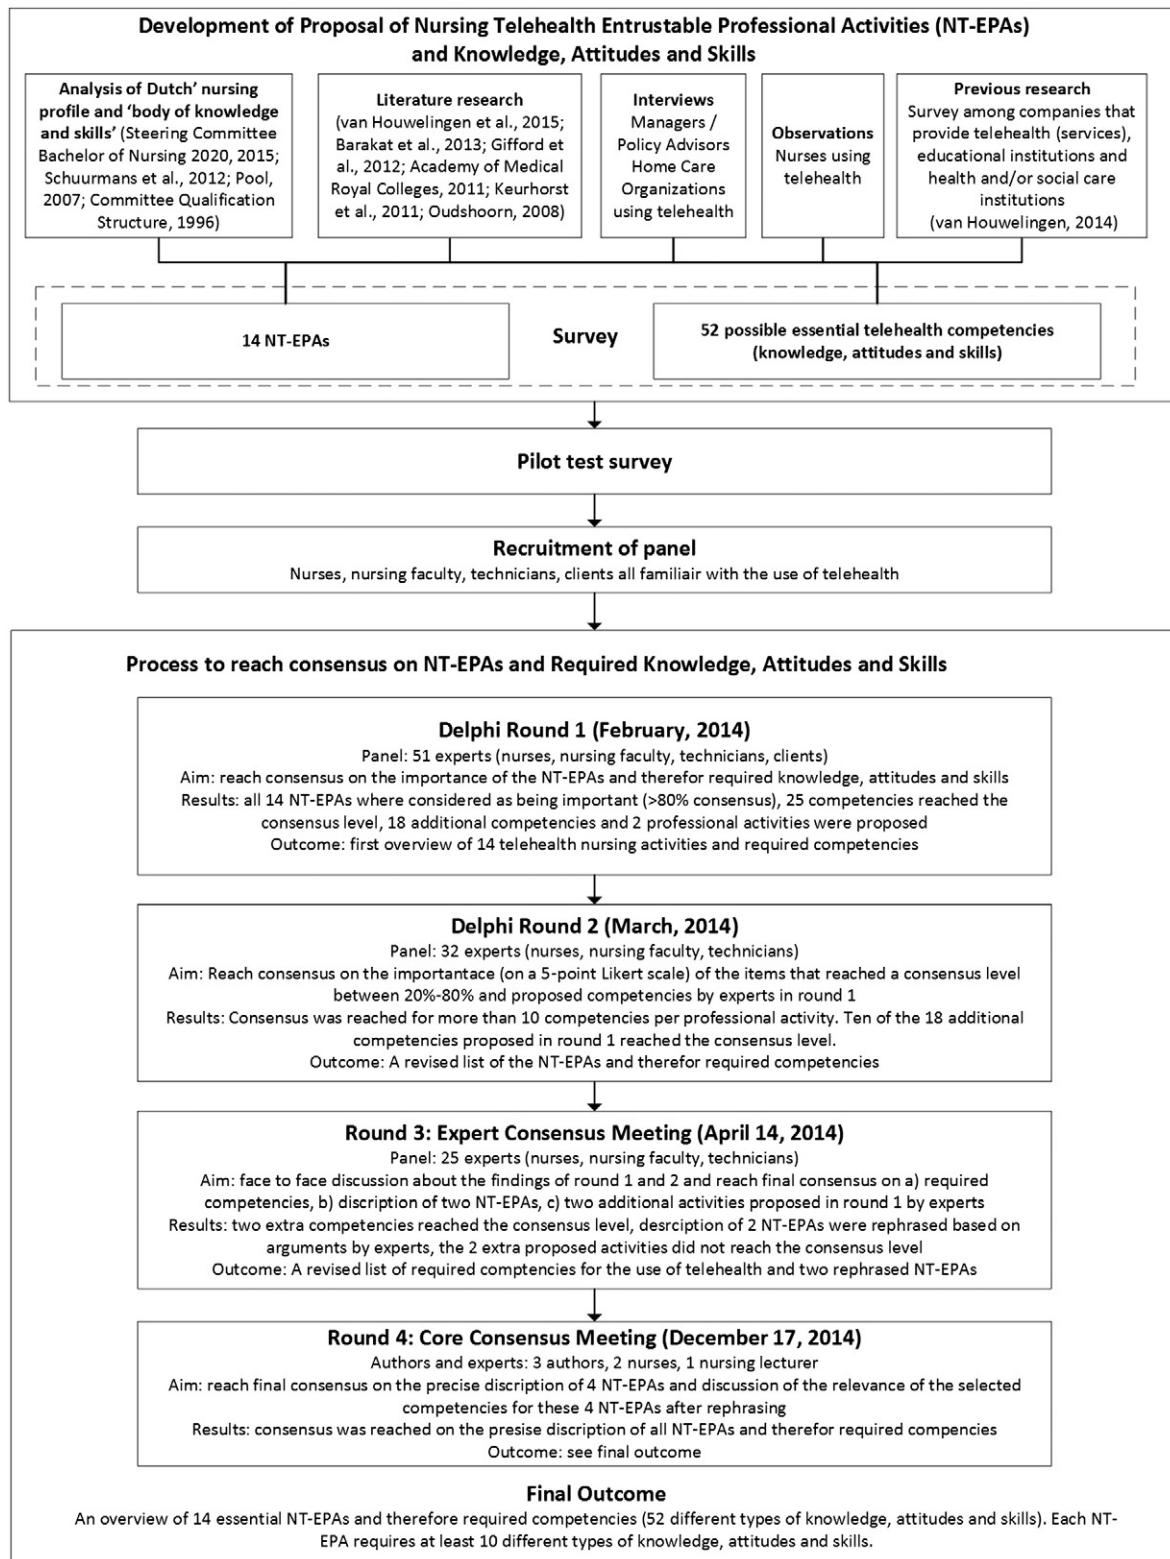 Development of Proposal of Nursing Telehealth Entrustable Professional Activities (NT-EPAs)
and Knowledge, Attitudes and Skills
Analysis of Dutch' nursing
profile and 'body of knowledge
and skills' (Steering Committee
Bachelor of Nursing 2020, 2015;
Schuurmans et al., 2012; Pool,
2007; Committee Qualification
Structure, 1996)
Literature research
(van Houwelingen et al., 2015;
Barakat et al., 2013; Gifford et
al., 2012; Academy of Medical
Royal Colleges, 2011; Keurhorst
et al., 2011; Oudshoorn, 2008)
Interviews
Managers /
Policy Advisors
Home Care
Organizations
using telehealth
Observations
Nurses using
telehealth
Previous research
Survey among companies that
provide telehealth (services),
educational institutions and
health and/or social care
institutions
(van Houwelingen, 2014)
14 NT-EPAs
Survey
52 possible essential telehealth competencies
(knowledge, attitudes and skills)
Pilot test survey
Recruitment of panel
Nurses, nursing faculty, technicians, clients all familiair with the use of telehealth
Process to reach consensus on NT-EPAs and Required Knowledge, Attitudes and Skills
Delphi Round 1 (February, 2014)
Panel: 51 experts (nurses, nursing faculty, technicians, clients)
Aim: reach consensus on the importance of the NT-EPAs and therefor required knowledge, attitudes and skills
Results: all 14 NT-EPAs where considered as being important (>80% consensus), 25 competencies reached the
consensus level, 18 additional competencies and 2 professional activities were proposed
Outcome: first overview of 14 telehealth nursing activities and required competencies
Delphi Round 2 (March, 2014)
Panel: 32 experts (nurses, nursing faculty, technicians)
Aim: Reach consensus on the importantace (on a 5-point Likert scale) of the items that reached a consensus level
between 20%-80% and proposed competencies by experts in round 1
Results: Consensus was reached for more than 10 competencies per professional activity. Ten of the 18 additional
competencies proposed in round 1 reached the consensus level.
Outcome: A revised list of the NT-EPAs and therefor required competencies
Round 3: Expert Consensus Meeting (April 14, 2014)
Panel: 25 experts (nurses, nursing faculty, technicians)
Aim: face to face discussion about the findings of round 1 and 2 and reach final consensus on a) required
competencies, b) discription of two NT-EPAs, c) two additional activities proposed in round 1 by experts
Results: two extra competencies reached the consensus level, desrciption of 2 NT-EPAs were rephrased based on
arguments by experts, the 2 extra proposed activities did not reach the consensus level
Outcome: A revised list of required comptencies for the use of telehealth and two rephrased NT-EPAs
Round 4: Core Consensus Meeting (December 17, 2014)
Authors and experts: 3 authors, 2 nurses, 1 nursing lecturer
Aim: reach final consensus on the precise discription of 4 NT-EPAs and discussion of the relevance of the selected
competencies for these 4 NT-EPAs after rephrasing
Results: consensus was reached on the presise discription of all NT-EPAs and therefor required compencies
Outcome: see final outcome
Final Outcome
An overview of 14 essential NT-EPAs and therefore required competencies (52 different types of knowledge, attitudes and skills). Each NT-
EPA requires at least 10 different types of knowledge, attitudes and skills.